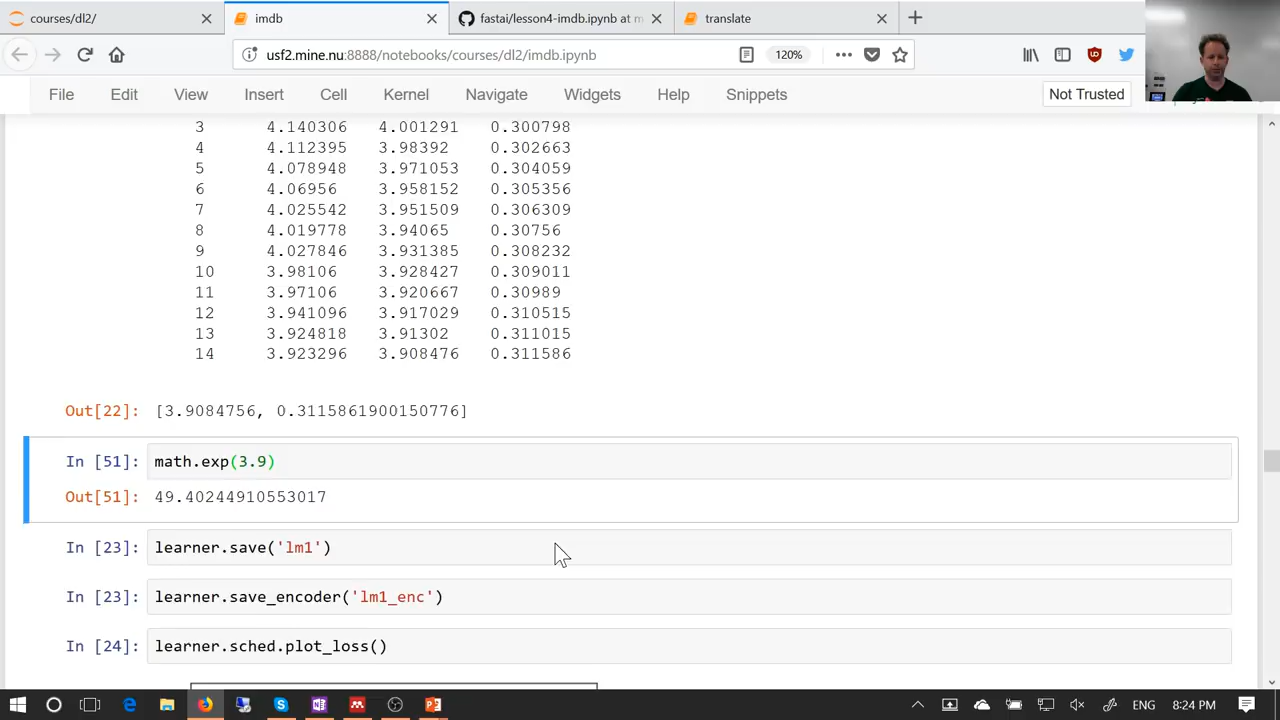 courses/dl2/
imdb
fastai/lesson4-imdb.ipynb at m
translate
usf2.mine.nu:8888/notebooks/courses/dl2/imdb.ipynb
120%
File Edit View Insert Cell Kernel Navigate Widgets Help Snippets
Not Trusted
3 4.140306 4.001291 0.300798
4 4.112395 3.98392 0.302663
5 4.078948 3.971053 0.304059
6 4.06956 3.958152 0.305356
7 4.025542 3.951509 0.306309
8 4.019778 3.94065 0.30756
9 4.027846 3.931385 0.308232
10 3.98106 3.928427 0.309011
11 3.97106 3.920667 0.30989
12 3.941096 3.917029 0.310515
13 3.924818 3.91302 0.311015
14 3.923296 3.908476 0.311586
Out[22]: [3.9084756, 0.3115861900150776]
In [51]: math.exp(3.9)
Out[51]: 49.40244910553017
In [23]: learner.save('lm1')
In [23]: learner.save_encoder('lm1_enc')
In [24]: learner.sched.plot_loss()
ENG 8:24 PM